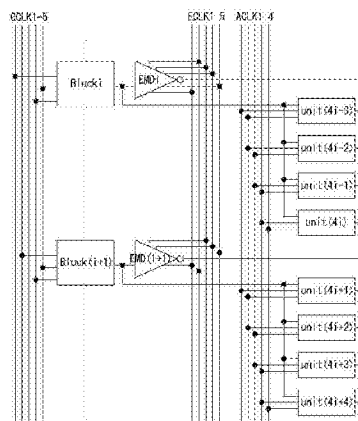 CCLK1-5
ECLK1-5
ACLK1-4
Blocki
EMDi
unit(4i-3)
unit(4i-2)
unit(4i-1)
unit(4i)
Block(i+1)
EMD(i+1)
unit(4i+1)
unit(4i+2)
unit(4i+3)
unit(4i+4)